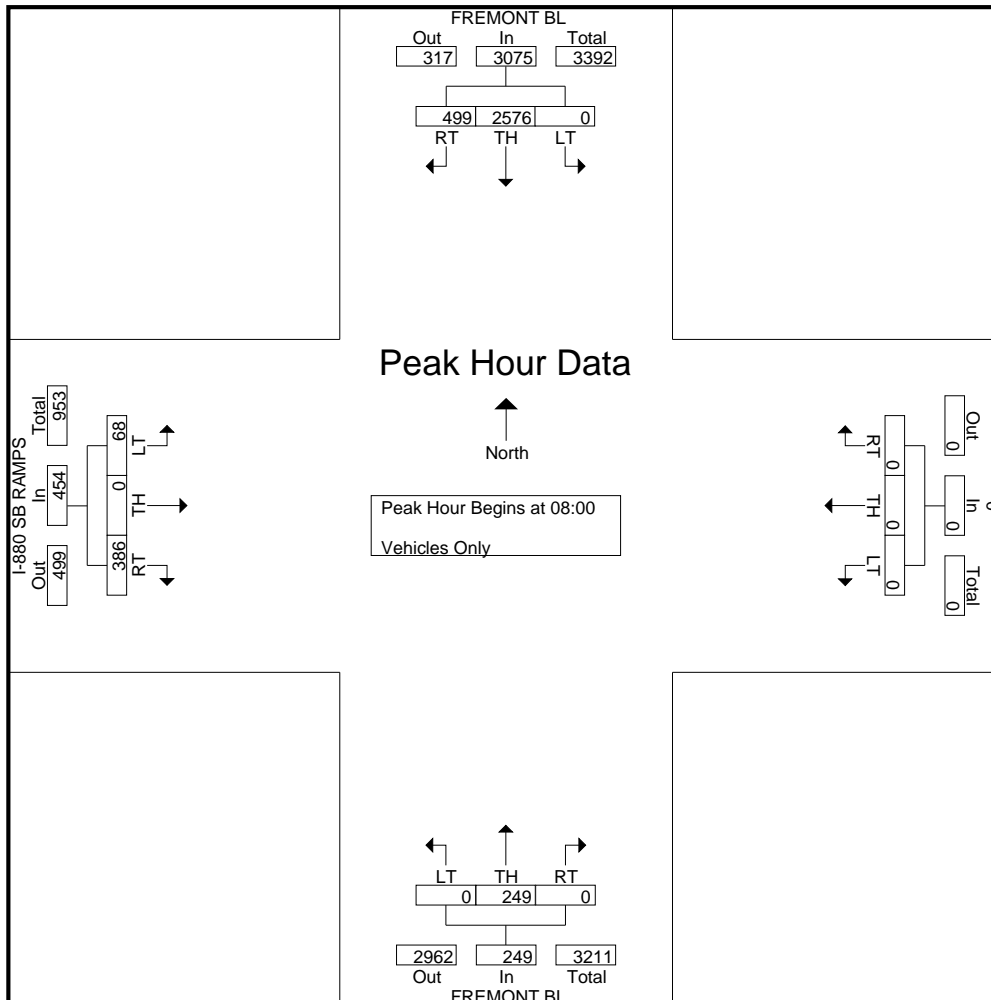 FREMONT BL
Out In Total
317 3075 3392
499 2576 0
RT TH LT
Peak Hour Data
North
Peak Hour Begins at 08:00
Vehicles Only
I-880 SB RAMPS
Out In Total
499 454 953
386 0 68
RT TH LT
Out In Total
0 0 0
RT TH LT
0 0 0
LT TH RT
0 249 0
2962 249 3211
Out In Total
FREMONT BL